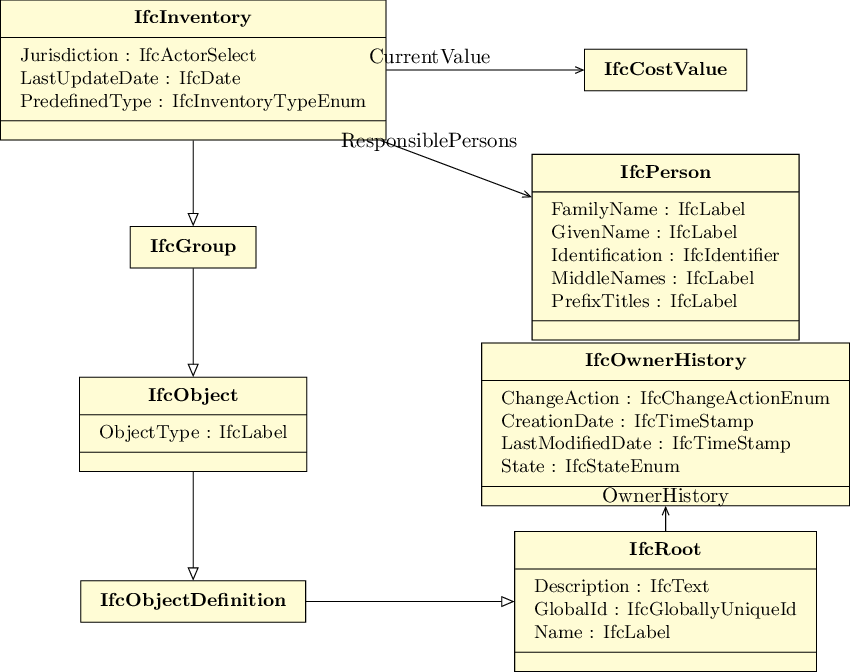 IfcInventory
Jurisdiction : IfcActorSelect
LastUpdateDate : IfcDate
PredefinedType : IfcInventoryTypeEnum
CurrentValue
IfcCostValue
ResponsiblePersons
IfcPerson
FamilyName : IfcLabel
GivenName : IfcLabel
Identification : IfcIdentifier
MiddleNames : IfcLabel
PrefixTitles : IfcLabel
IfcGroup
IfcOwnerHistory
ChangeAction : IfcChangeActionEnum
CreationDate : IfcTimeStamp
LastModifiedDate : IfcTimeStamp
State : IfcStateEnum
OwnerHistory
IfcObject
ObjectType : IfcLabel
IfcObjectDefinition
IfcRoot
Description : IfcText
GlobalId : IfcGloballyUniqueId
Name : IfcLabel